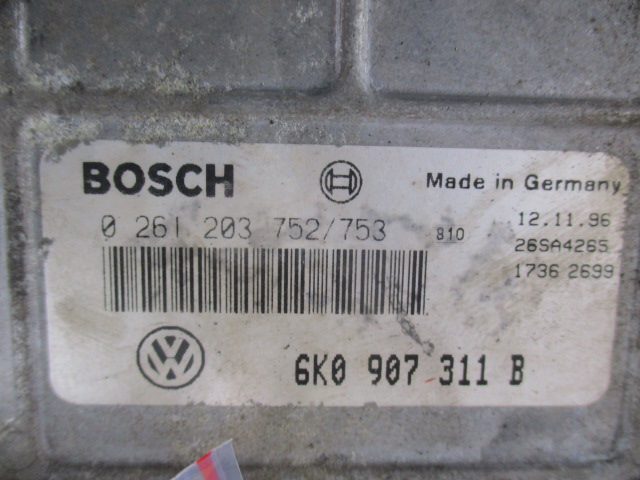 BOSCH
Made in Germany
0 261 203 752/753 810
12.11.96
26SA4265
1736 2699
VW
6K0 907 311 B